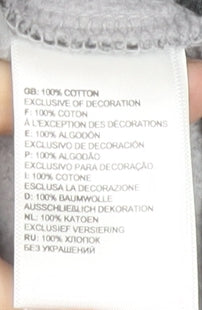 GB: 100% COTTON
EXCLUSIVE OF DECORATION
F: 100% COTON
À L'EXCEPTION DES DÉCORATIONS
E: 100% ALGODÓN
EXCLUSIVO DE DECORACIÓN
P: 100% ALGODÃO
EXCLUSIVO PARA DECORAÇÃO
I: 100% COTONE
ESCLUSA LA DECORAZIONE
D: 100% BAUMWOLLE
AUSSCHLIEßLICH DEKORATION
NL: 100% KATOEN
EXCLUSIEF VERSIERING
RU: 100% ХЛОПОК
БЕЗ УКРАШЕНИЙ